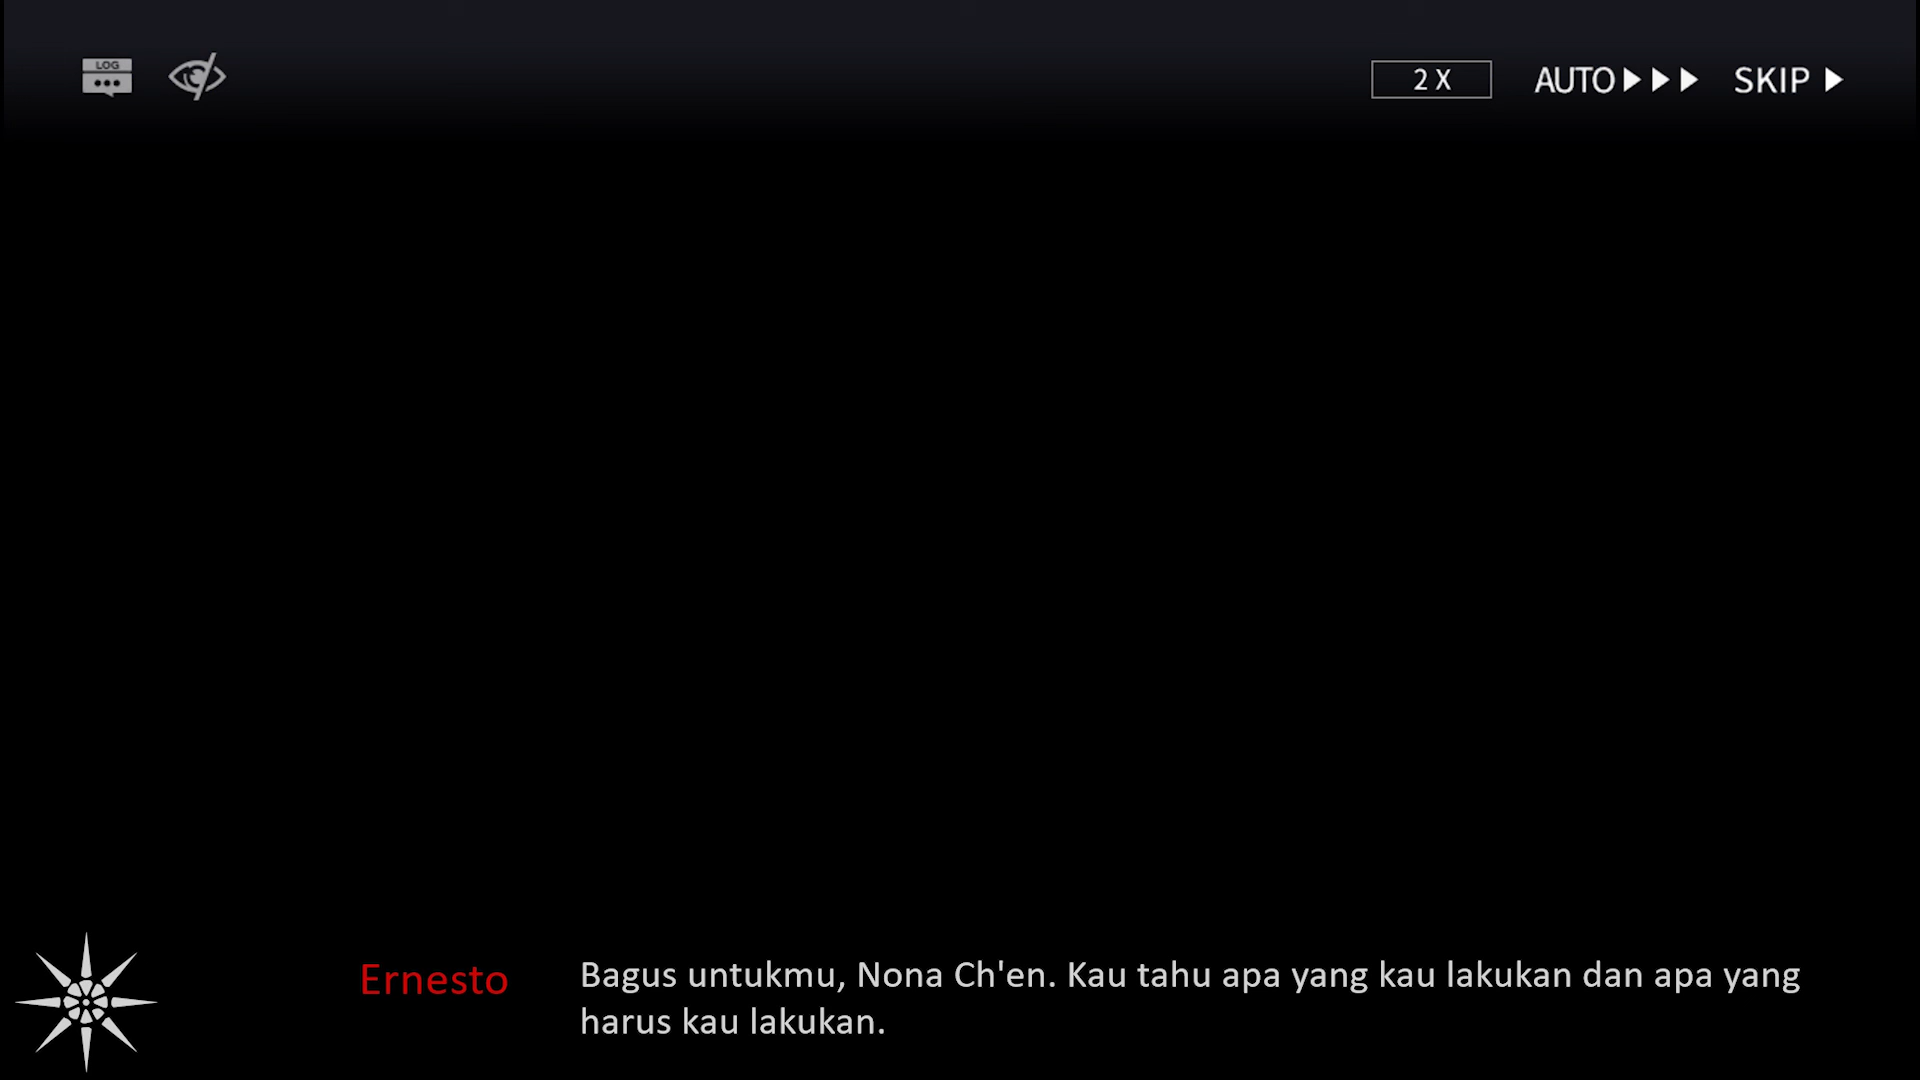 LOG
2 X AUTO SKIP
Ernesto
Bagus untukmu, Nona Ch'en. Kau tahu apa yang kau lakukan dan apa yang
harus kau lakukan.